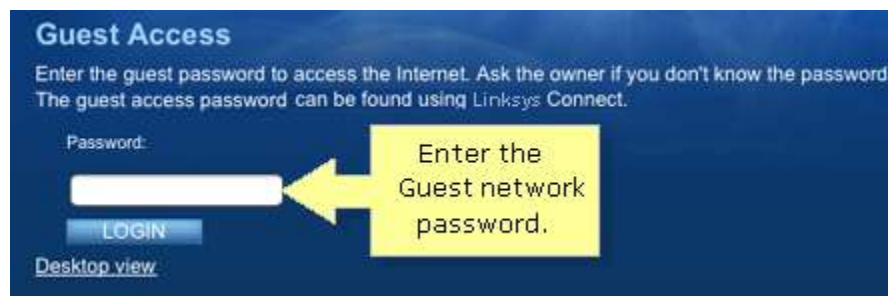 Guest Access
Enter the guest password to access the Internet. Ask the owner if you don't know the password
The guest access password can be found using Linksys Connect.
Password:
Enter the
Guest network
password.
LOGIN
Desktop view